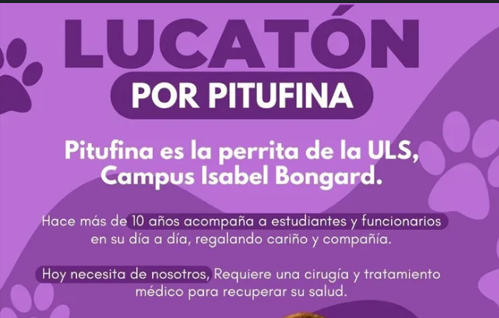 LUCATÓN
POR PITUFINA
Pitufina es la perrita de la ULS,
Campus Isabel Bongard.
Hace más de 10 años acompaña a estudiantes y funcionarios
en su día a día, regalando cariño y compañía.
Hoy necesita de nosotros, Requiere una cirugía y tratamiento
médico para recuperar su salud.